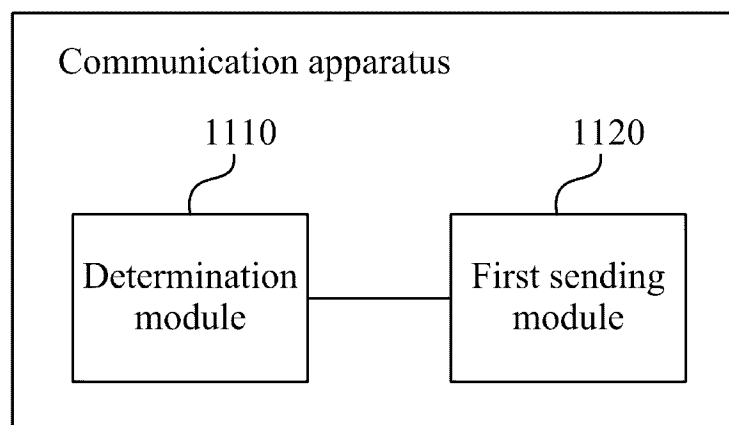 Communication apparatus
1110
1120
Determination
module
First sending
module